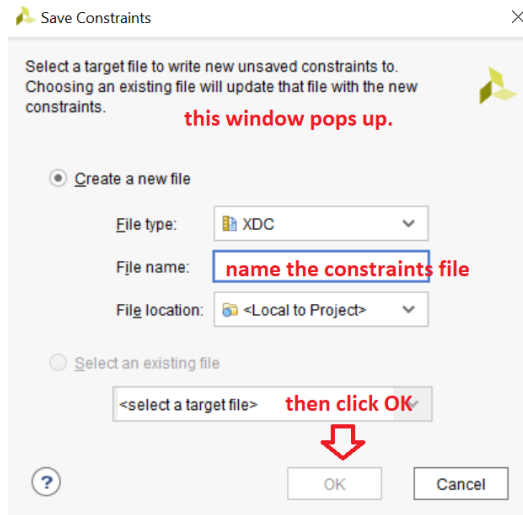 Save Constraints
Select a target file to write new unsaved constraints to.
Choosing an existing file will update that file with the new
constraints.
this window pops up.
Create a new file
File type: XDC
File name: name the constraints file
File location: <Local to Project>
Select an existing file
<select a target file> then click OK
? OK Cancel